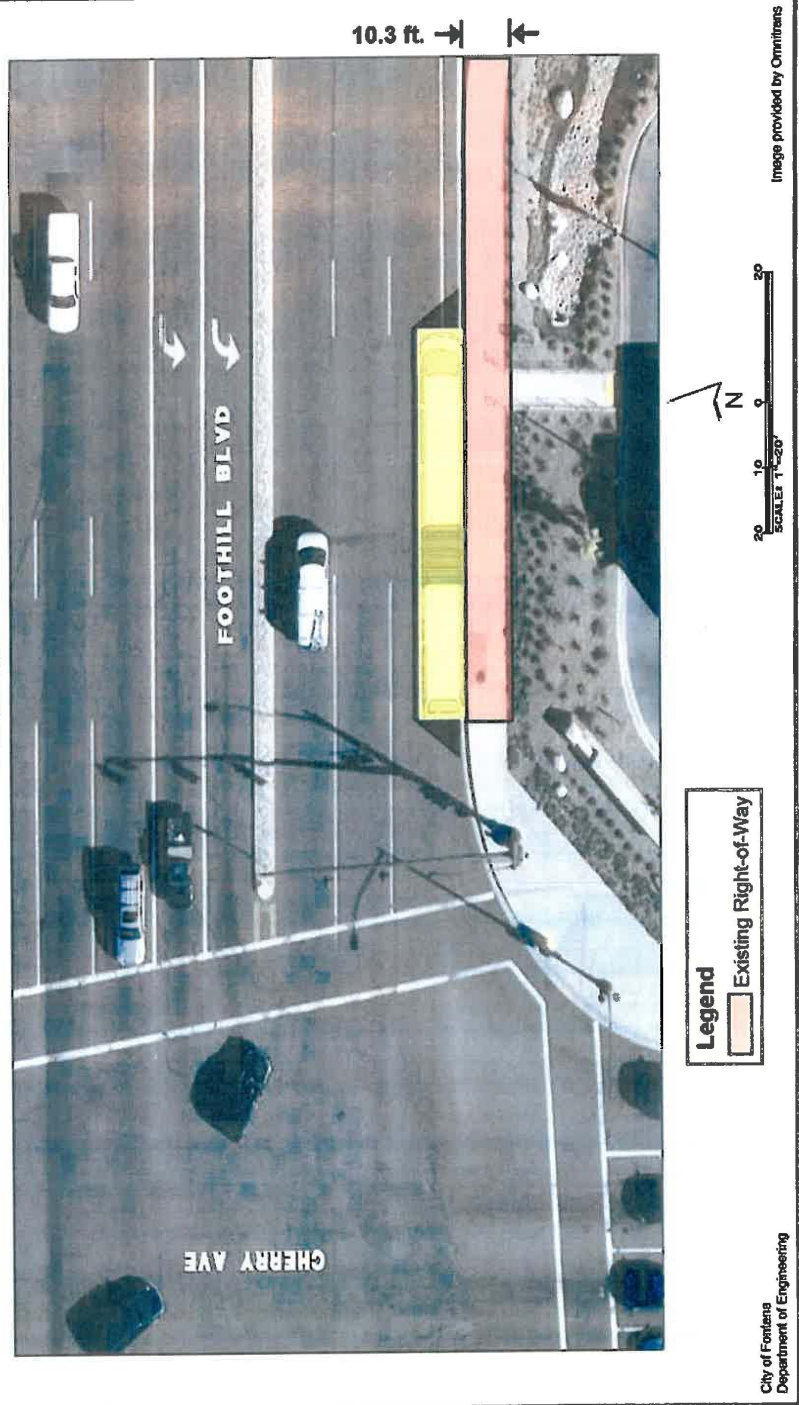 10.3 ft.
FOOTHILL BLVD
CHERRY AVE
N
20 10 0 20
SCALE: 1"=20'
Legend
Existing Right-of-Way
City of Fontana
Department of Engineering
Image provided by Omnitrans